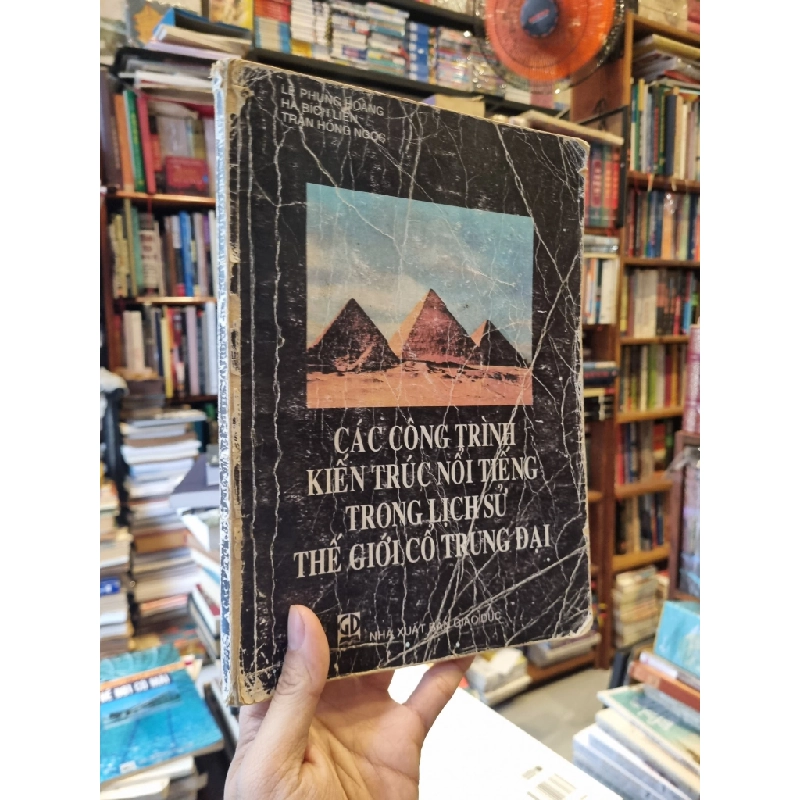 LÊ PHỤNG HOÀNG
HÀ BÍCH LIÊN
TRẦN HỒNG NGỌC
CÁC CÔNG TRÌNH
KIẾN TRÚC NỔI TIẾNG
TRONG LỊCH SỬ
THẾ GIỚI CỔ TRUNG ĐẠI
GD
NHÀ XUẤT BẢN GIÁO DỤC